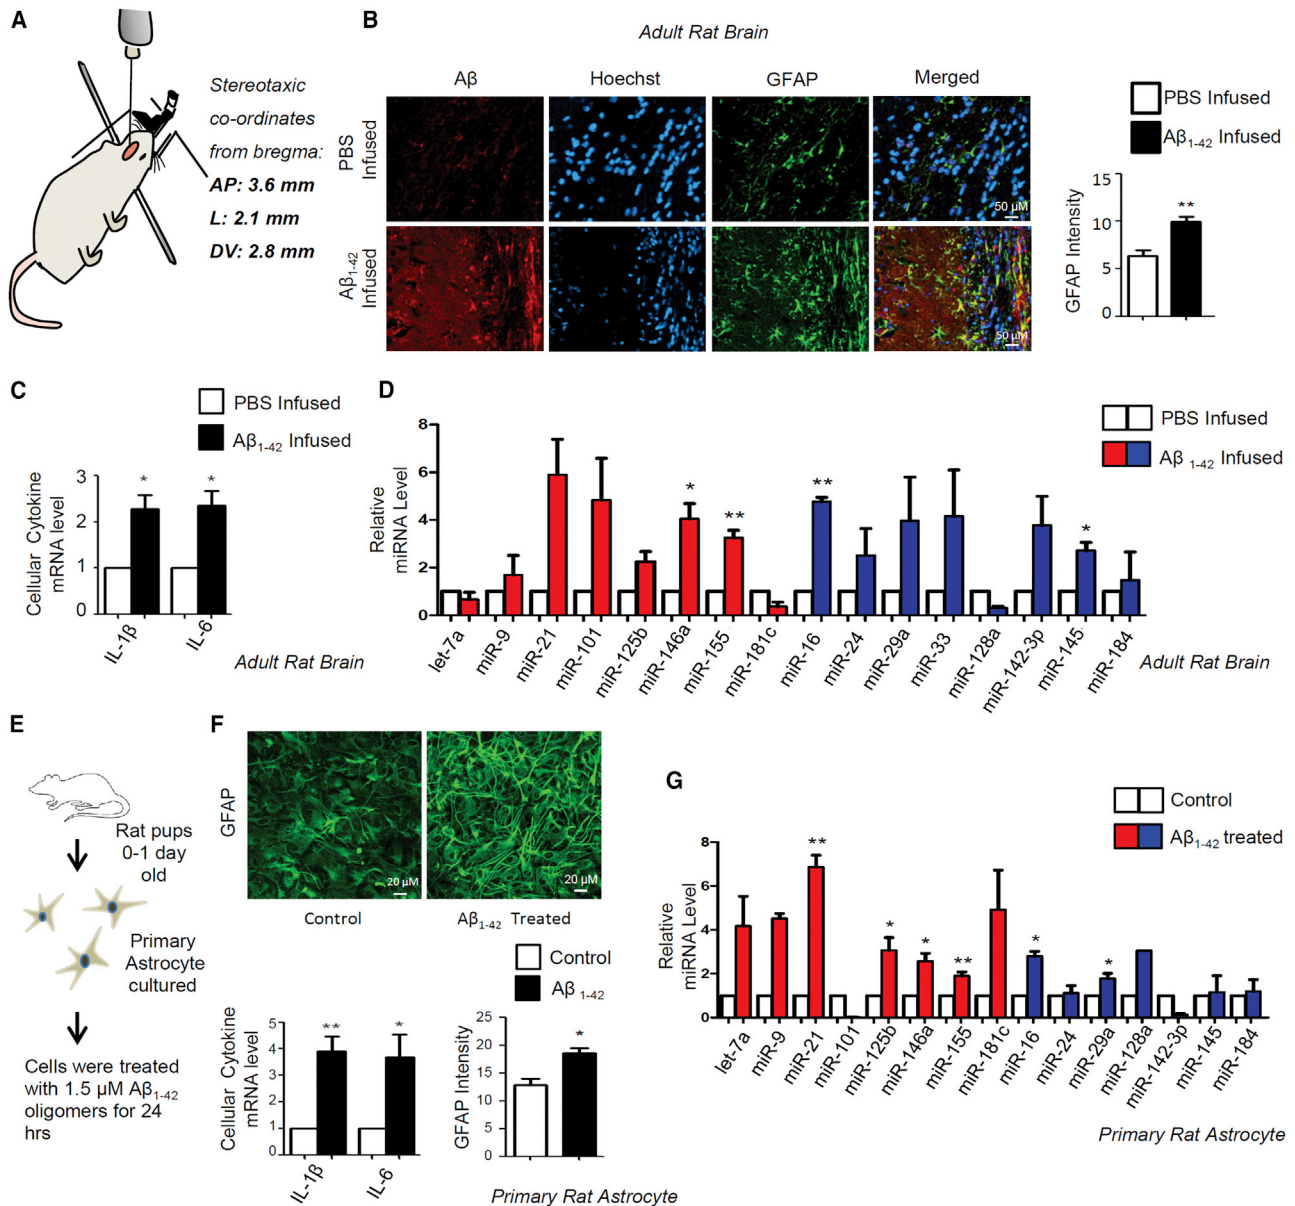 A
Stereotaxic
co-ordinates
from bregma:
AP: 3.6 mm
L: 2.1 mm
DV: 2.8 mm
B
Adult Rat Brain
Aβ
Hoechst
GFAP
Merged
PBS
Infused
50 µM
Aβ1-42
Infused
50 µM
PBS Infused
Aβ1-42 Infused
GFAP Intensity
15
10
5
0
**
C
PBS Infused
Aβ1-42 Infused
Cellular Cytokine
mRNA level
3
2
1
0
*
*
IL-1β
IL-6
Adult Rat Brain
D
PBS Infused
Aβ 1-42 Infused
Relative
miRNA Level
8
6
4
2
0
*
**
**
*
let-7a
miR-9
miR-21
miR-101
miR-125b
miR-146a
miR-155
miR-181c
miR-16
miR-24
miR-29a
miR-33
miR-128a
miR-142-3p
miR-145
miR-184
Adult Rat Brain
E
Rat pups
0-1 day
old
Primary
Astrocyte
cultured
Cells were treated
with 1.5 µM Aβ1-42
oligomers for 24
hrs
F
GFAP
20 µM
20 µM
Control
Aβ1-42 Treated
Control
Aβ 1-42
Cellular Cytokine
mRNA level
5
4
3
2
1
0
**
*
IL-1β
IL-6
GFAP Intensity
25
20
15
10
5
0
*
Primary Rat Astrocyte
G
Control
Aβ1-42 treated
Relative
miRNA Level
8
6
4
2
0
**
*
*
**
*
*
let-7a
miR-9
miR-21
miR-101
miR-125b
miR-146a
miR-155
miR-181c
miR-16
miR-24
miR-29a
miR-128a
miR-142-3p
miR-145
miR-184
Primary Rat Astrocyte